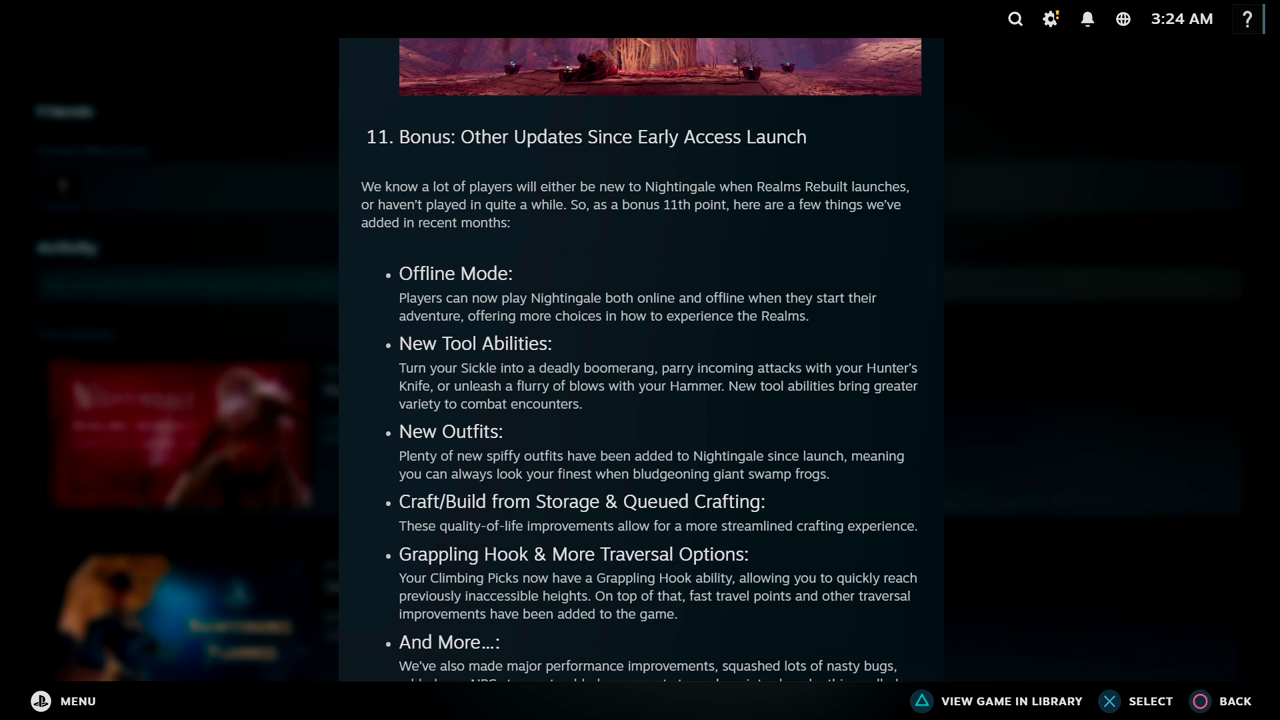 3:24 AM
?
11. Bonus: Other Updates Since Early Access Launch
We know a lot of players will either be new to Nightingale when Realms Rebuilt launches,
or haven't played in quite a while. So, as a bonus 11th point, here are a few things we've
added in recent months:
• Offline Mode:
Players can now play Nightingale both online and offline when they start their
adventure, offering more choices in how to experience the Realms.
• New Tool Abilities:
Turn your Sickle into a deadly boomerang, parry incoming attacks with your Hunter's
Knife, or unleash a flurry of blows with your Hammer. New tool abilities bring greater
variety to combat encounters.
• New Outfits:
Plenty of new spiffy outfits have been added to Nightingale since launch, meaning
you can always look your finest when bludgeoning giant swamp frogs.
• Craft/Build from Storage & Queued Crafting:
These quality-of-life improvements allow for a more streamlined crafting experience.
• Grappling Hook & More Traversal Options:
Your Climbing Picks now have a Grappling Hook ability, allowing you to quickly reach
previously inaccessible heights. On top of that, fast travel points and other traversal
improvements have been added to the game.
• And More...:
We've also made major performance improvements, squashed lots of nasty bugs,
MENU
VIEW GAME IN LIBRARY
SELECT
BACK